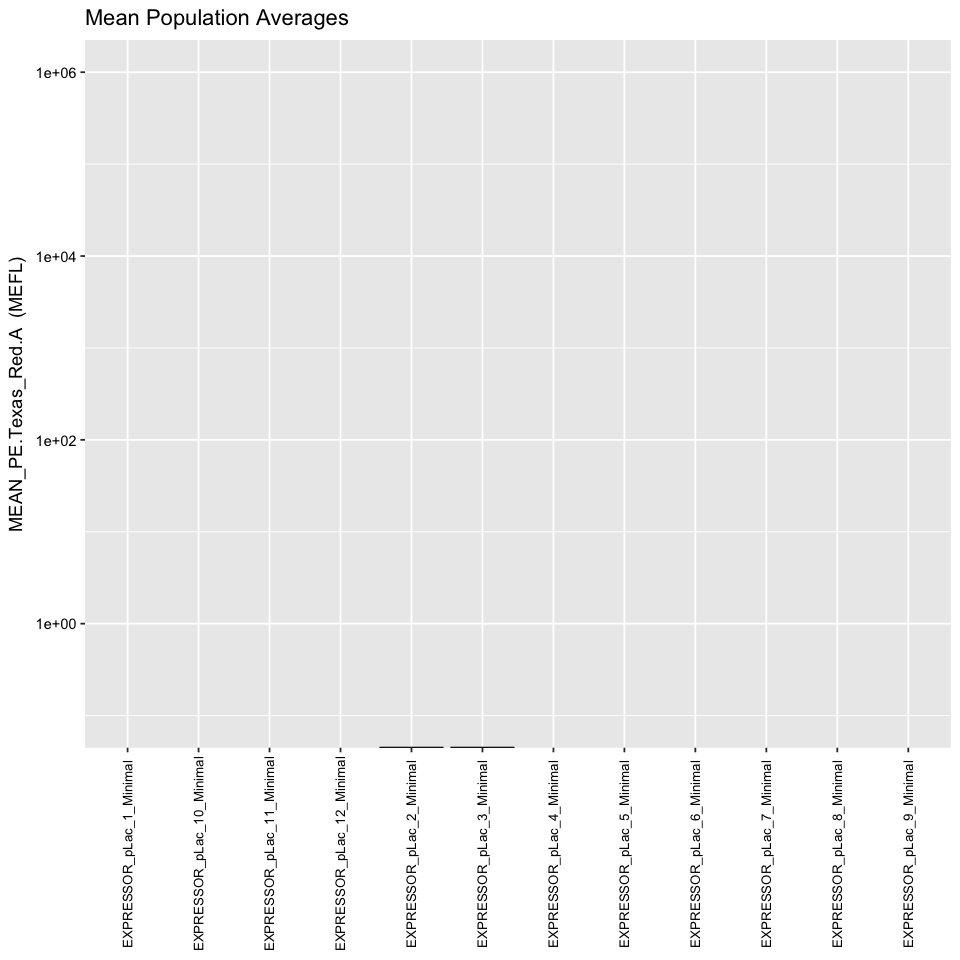 Mean Population Averages
MEAN_PE.Texas_Red.A  (MEFL)
1e+06
1e+04
1e+02
1e+00
EXPRESSOR_pLac_1_Minimal
EXPRESSOR_pLac_10_Minimal
EXPRESSOR_pLac_11_Minimal
EXPRESSOR_pLac_12_Minimal
EXPRESSOR_pLac_2_Minimal
EXPRESSOR_pLac_3_Minimal
EXPRESSOR_pLac_4_Minimal
EXPRESSOR_pLac_5_Minimal
EXPRESSOR_pLac_6_Minimal
EXPRESSOR_pLac_7_Minimal
EXPRESSOR_pLac_8_Minimal
EXPRESSOR_pLac_9_Minimal